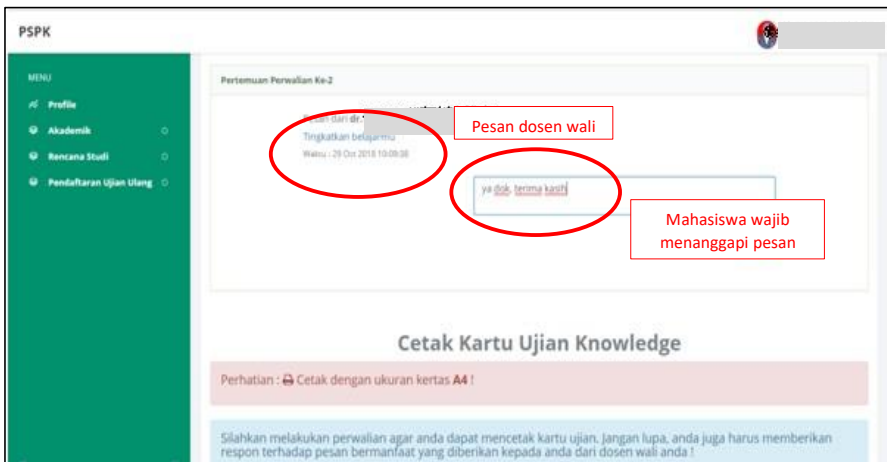 PSPK
MENU
Profile
Akademik
Rencana Studi
Pendaftaran Ujian Ulang
Pertemuan Perwalian Ke-2
Pesan dari dr.
Tingkatkan belajarmu
Waktu : 29 Oct 2018 10:09:38
Pesan dosen wali
ya dok, terima kasih
Mahasiswa wajib
menanggapi pesan
Cetak Kartu Ujian Knowledge
Perhatian : Cetak dengan ukuran kertas A4 !
Silahkan melakukan perwalian agar anda dapat mencetak kartu ujian. Jangan lupa, anda juga harus memberikan
respon terhadap pesan bermanfaat yang diberikan kepada anda dari dosen wali anda !